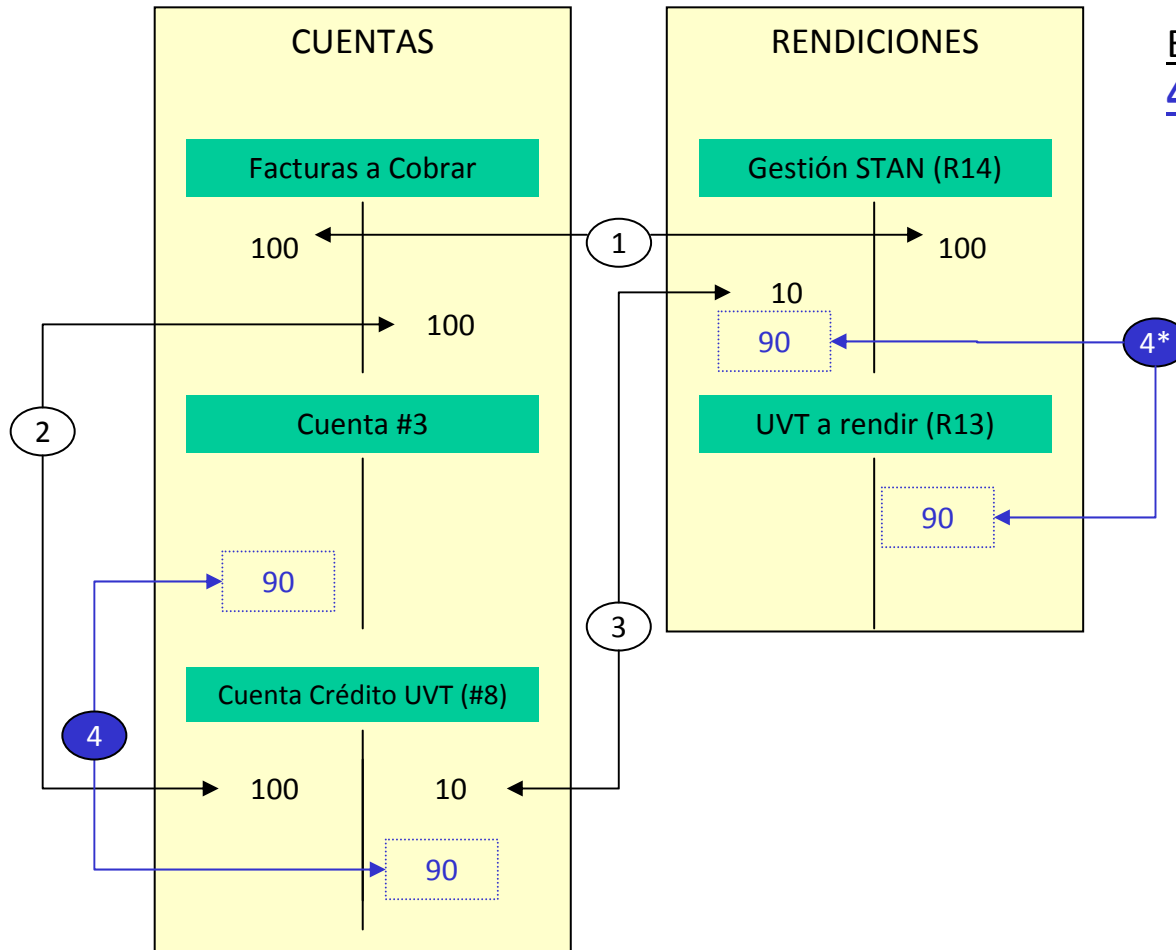 CUENTAS
RENDICIONES
Facturas a Cobrar
Gestión STAN (R14)
100
1
100
10
100
90
4*
2
Cuenta #3
UVT a rendir (R13)
90
90
3
Cuenta Crédito UVT (#8)
4
100
10
90